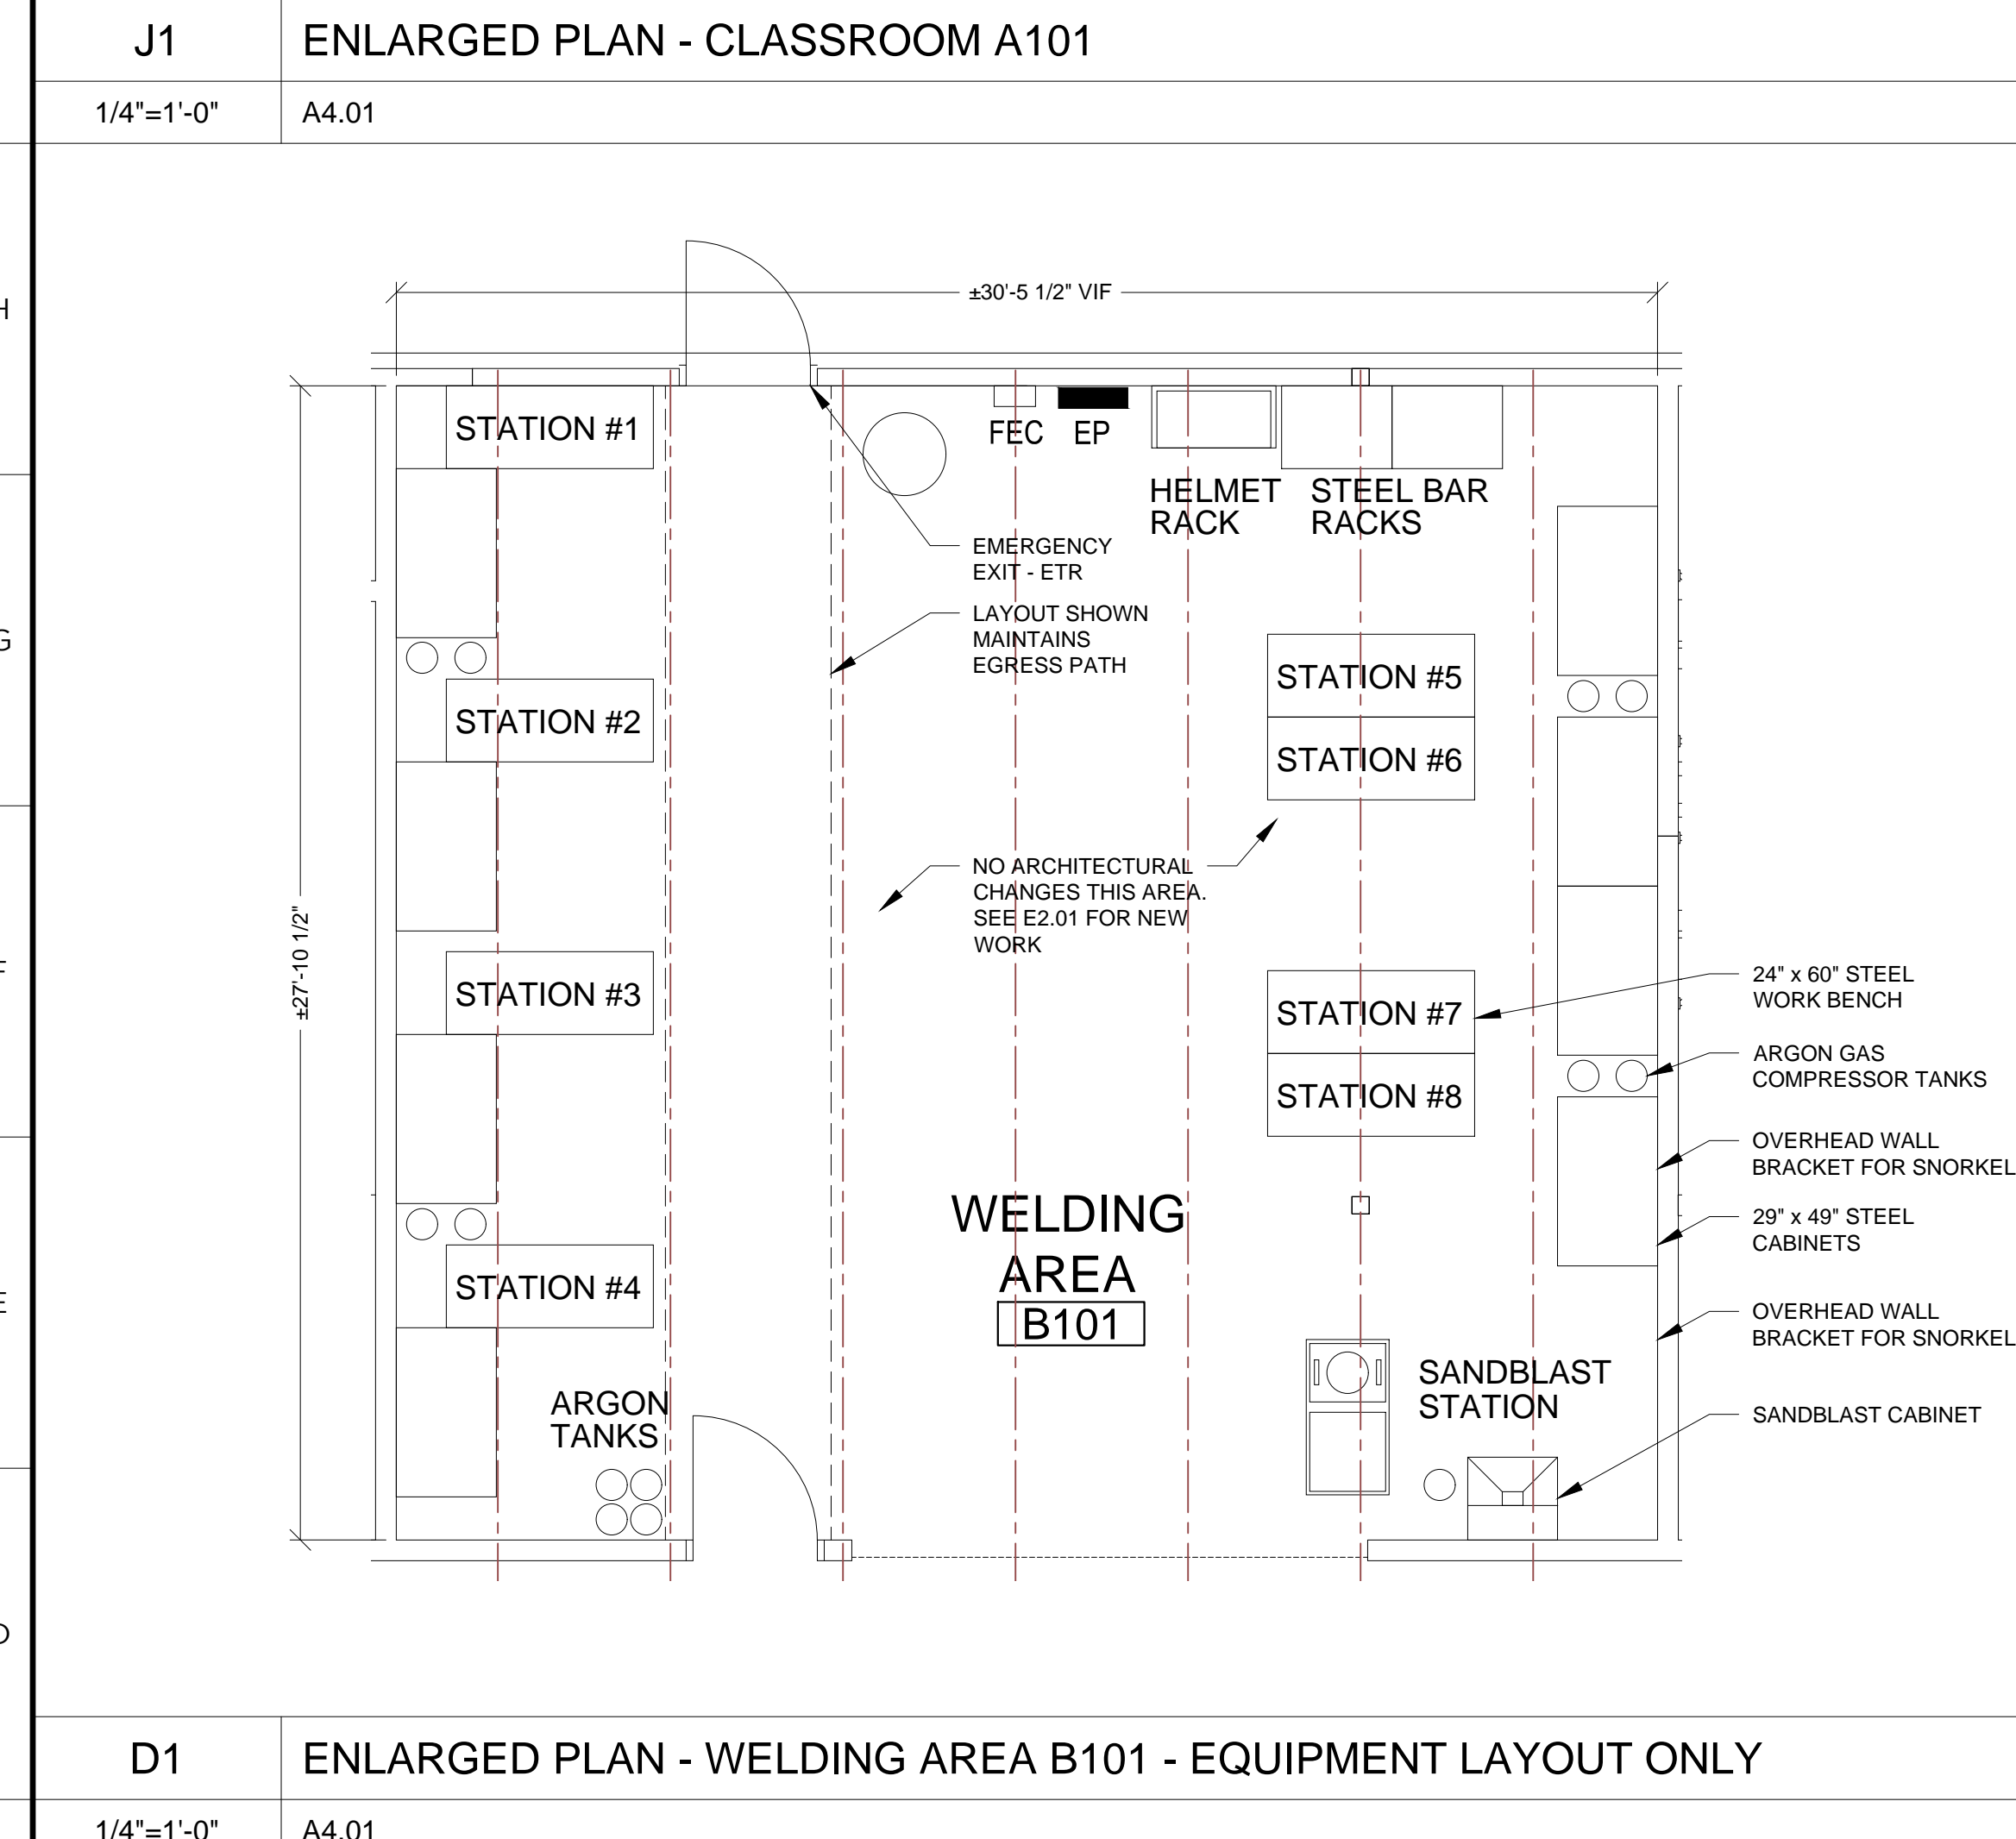 J1
ENLARGED PLAN - CLASSROOM A101
1/4"=1'-0"
A4.01
H
G
F
E
D
±30'-5 1/2" VIF
±27'-10 1/2"
STATION #1
STATION #2
STATION #3
STATION #4
FEC
EP
HELMET
RACK
STEEL BAR
RACKS
EMERGENCY
EXIT - ETR
LAYOUT SHOWN
MAINTAINS
EGRESS PATH
STATION #5
STATION #6
NO ARCHITECTURAL
CHANGES THIS AREA.
SEE E2.01 FOR NEW
WORK
STATION #7
STATION #8
24" x 60" STEEL
WORK BENCH
ARGON GAS
COMPRESSOR TANKS
OVERHEAD WALL
BRACKET FOR SNORKEL
29" x 49" STEEL
CABINETS
OVERHEAD WALL
BRACKET FOR SNORKEL
SANDBLAST CABINET
WELDING
AREA
B101
SANDBLAST
STATION
ARGON
TANKS
D1
ENLARGED PLAN - WELDING AREA B101 - EQUIPMENT LAYOUT ONLY
1/4"=1'-0"
A4.01